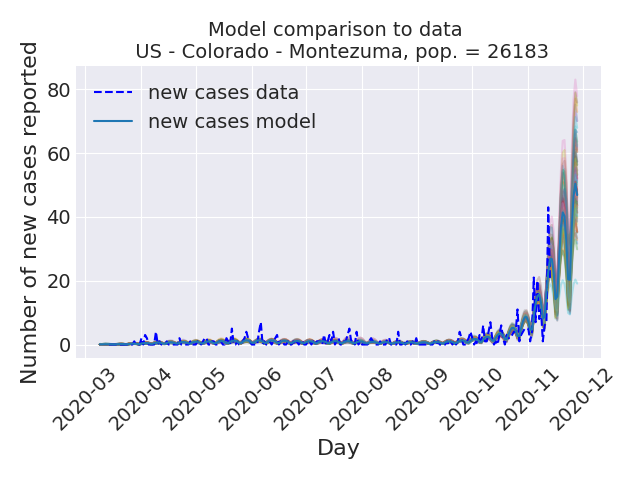 Model comparison to data
US - Colorado - Montezuma, pop. = 26183
Number of new cases reported
80
60
40
20
0
new cases data
new cases model
2020-03
2020-04
2020-05
2020-06
2020-07
2020-08
2020-09
2020-10
2020-11
2020-12
Day